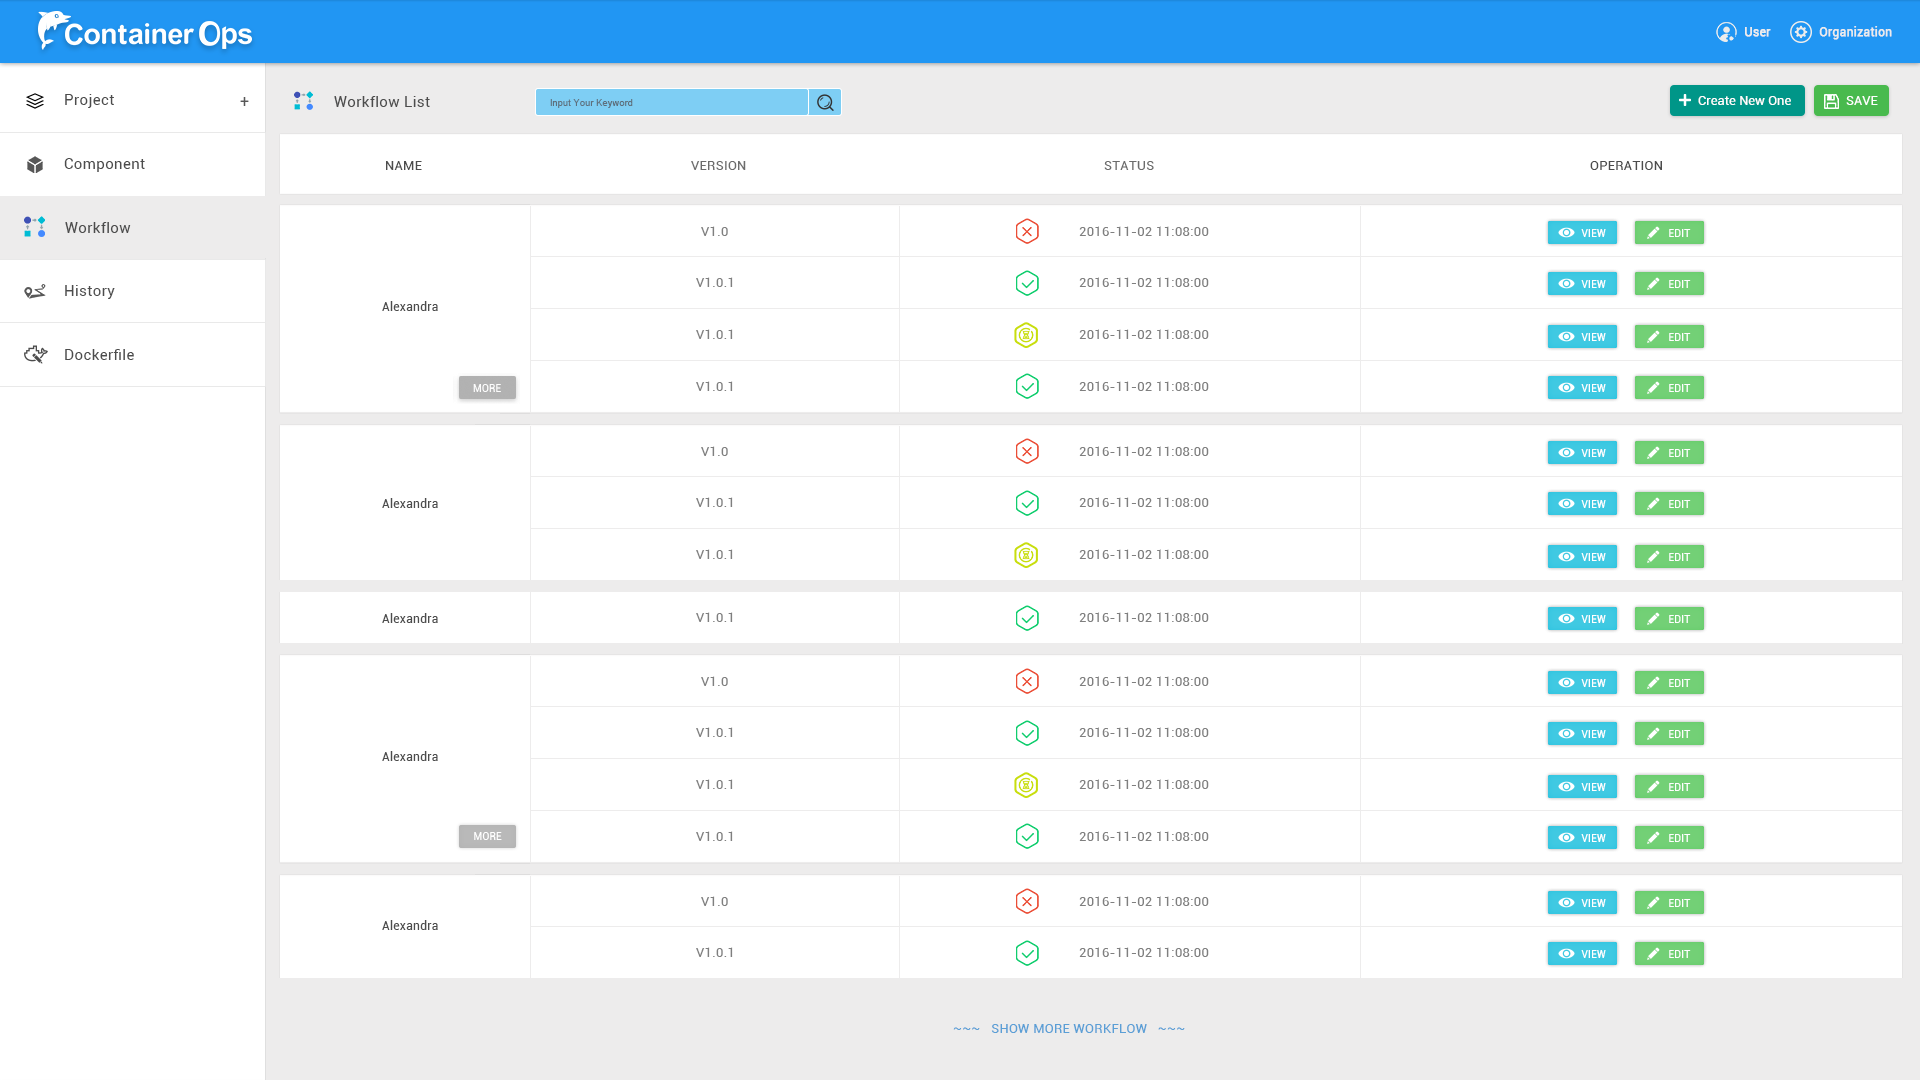 Container Ops
User
Organization
Project
+
Component
Workflow
History
Dockerfile
Workflow List
Input Your Keyword
+ Create New One
SAVE
NAME VERSION STATUS OPERATION
Alexandra
MORE
V1.0 2016-11-02 11:08:00 VIEW EDIT
V1.0.1 2016-11-02 11:08:00 VIEW EDIT
V1.0.1 2016-11-02 11:08:00 VIEW EDIT
V1.0.1 2016-11-02 11:08:00 VIEW EDIT
Alexandra
V1.0 2016-11-02 11:08:00 VIEW EDIT
V1.0.1 2016-11-02 11:08:00 VIEW EDIT
V1.0.1 2016-11-02 11:08:00 VIEW EDIT
Alexandra
V1.0.1 2016-11-02 11:08:00 VIEW EDIT
Alexandra
MORE
V1.0 2016-11-02 11:08:00 VIEW EDIT
V1.0.1 2016-11-02 11:08:00 VIEW EDIT
V1.0.1 2016-11-02 11:08:00 VIEW EDIT
V1.0.1 2016-11-02 11:08:00 VIEW EDIT
Alexandra
V1.0 2016-11-02 11:08:00 VIEW EDIT
V1.0.1 2016-11-02 11:08:00 VIEW EDIT
~~~ SHOW MORE WORKFLOW ~~~